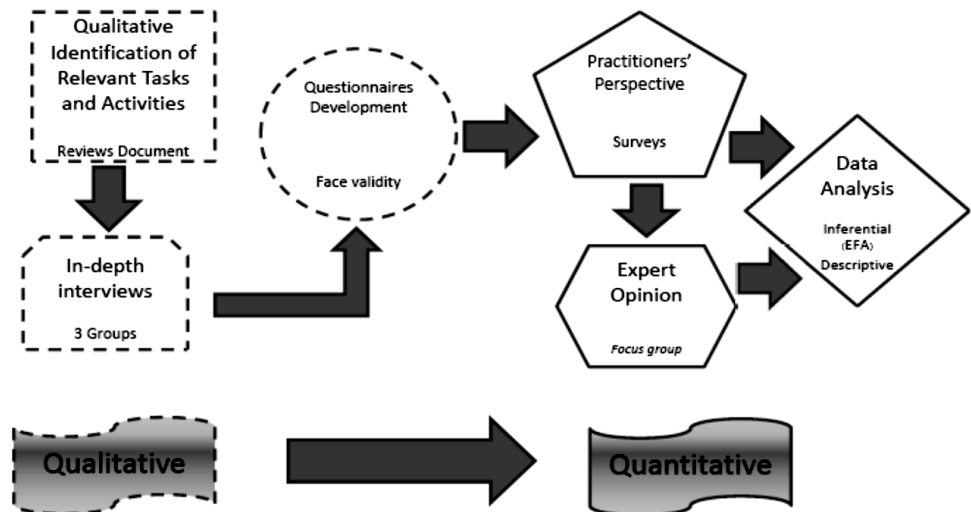 Qualitative
Identification of
Relevant Tasks
and Activities
Reviews Document
In-depth
interviews
3 Groups
Questionnaires
Development
Face validity
Practitioners'
Perspective
Surveys
Expert
Opinion
Focus group
Data
Analysis
Inferential
(EFA)
Descriptive
Qualitative
Quantitative